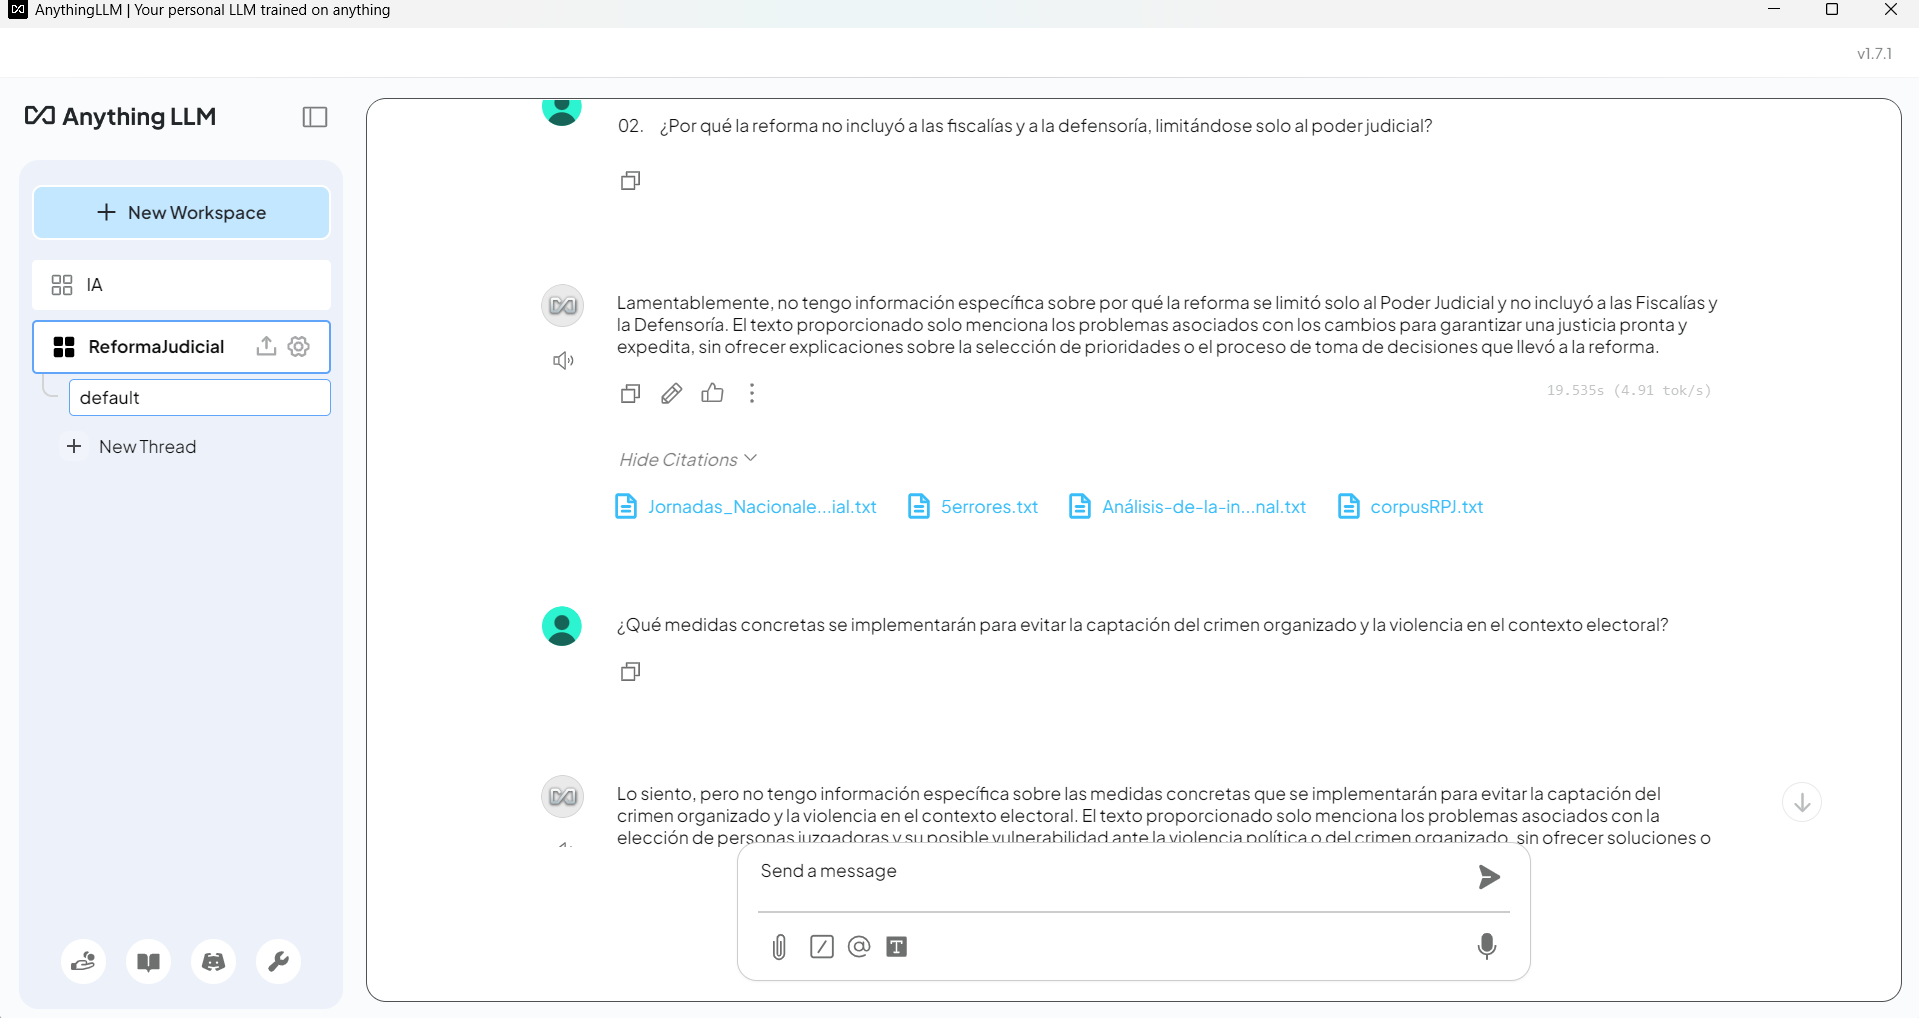 AnythingLLM | Your personal LLM trained on anything
v1.7.1
Anything LLM
New Workspace
IA
ReformaJudicial
default
New Thread
02. ¿Por qué la reforma no incluyó a las fiscalías y a la defensoría, limitándose solo al poder judicial?
Lamentablemente, no tengo información específica sobre por qué la reforma se limitó solo al Poder Judicial y no incluyó a las Fiscalías y
la Defensoría. El texto proporcionado solo menciona los problemas asociados con los cambios para garantizar una justicia pronta y
expedita, sin ofrecer explicaciones sobre la selección de prioridades o el proceso de toma de decisiones que llevó a la reforma.
19.535s (4.91 tok/s)
Hide Citations
Jornadas_Nacionale...ial.txt
5errores.txt
Análisis-de-la-in...nal.txt
corpusRPJ.txt
¿Qué medidas concretas se implementarán para evitar la captación del crimen organizado y la violencia en el contexto electoral?
Lo siento, pero no tengo información específica sobre las medidas concretas que se implementarán para evitar la captación del
crimen organizado y la violencia en el contexto electoral. El texto proporcionado solo menciona los problemas asociados con la
elección de personas juzgadoras y su posible vulnerabilidad ante la violencia política o del crimen organizado, sin ofrecer soluciones o
Send a message